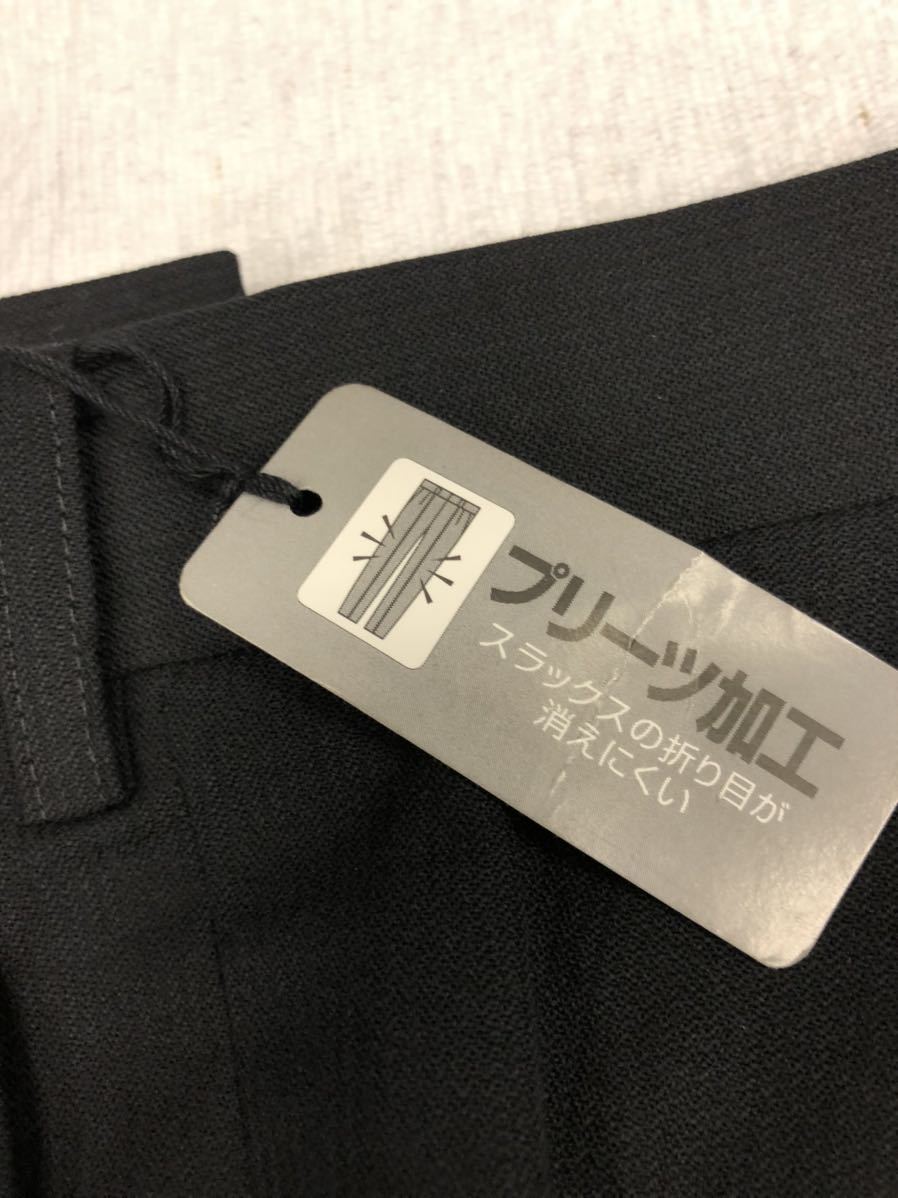 プリーツ加工
スラックスの折り目が
消えにくい